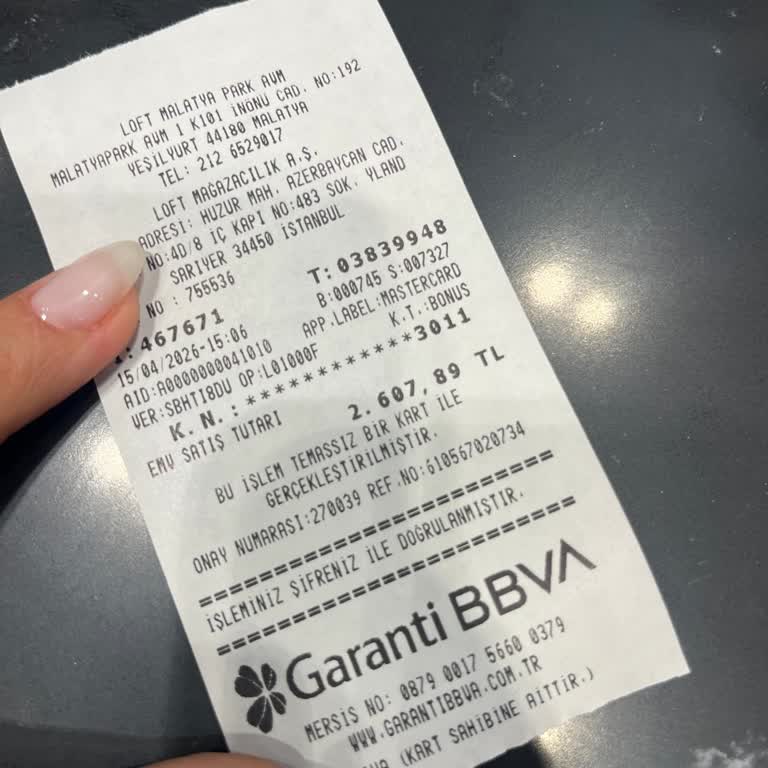 LOFT MALATYA PARK AVM
MALATYAPARK AVM 1 K101 İNÖNÜ CAD. NO:192
YEŞİLYURT 44180 MALATYA
TEL: 212 6529017
LOFT MAĞAZACILIK A.Ş.
ADRESİ: HUZUR MAH. AZERBAYCAN CAD.
NO:4D/8 İÇ KAPI NO:483 SOK. YLAND
SARIYER 34450 İSTANBUL
NO : 755536 T: 03839948
: 467671 B:000745 S:007327
15/04/2026-15:06 APP.LABEL:MASTERCARD
AID:A0000000041010 K.T.:BONUS
VER:SBHTI8DU OP:L01000F
K. N. : ************3011
EMV SATIŞ TUTARI 2.607,89 TL
BU İŞLEM TEMASSIZ BİR KART İLE
GERÇEKLEŞTİRİLMİŞTİR.
ONAY NUMARASI:270039 REF.NO:610567020734
================================
İŞLEMİNİZ ŞİFRENİZ İLE DOĞRULANMIŞTIR.
================================
Garanti BBVA
MERSİS NO: 0879 0017 5660 0379
WWW.GARANTİBBVA.COM.TR
(KART SAHİBİNE AİTTİR.)